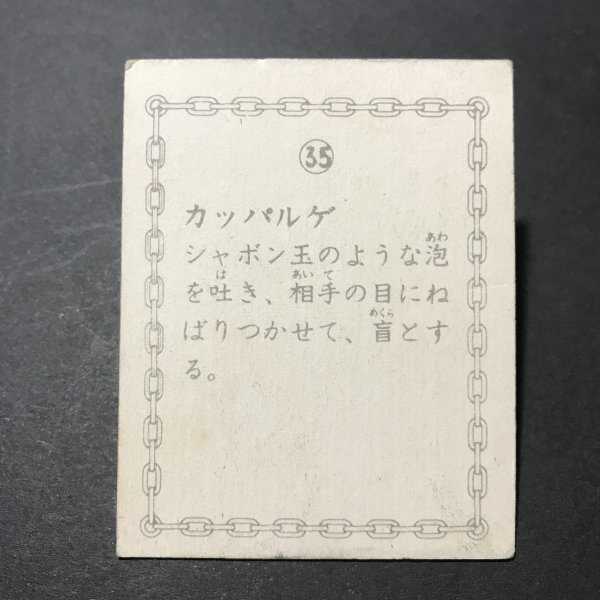 35
カッパルゲ
シャボン玉のような泡
を吐き、相手の目にね
ばりつかせて、盲とす
る。